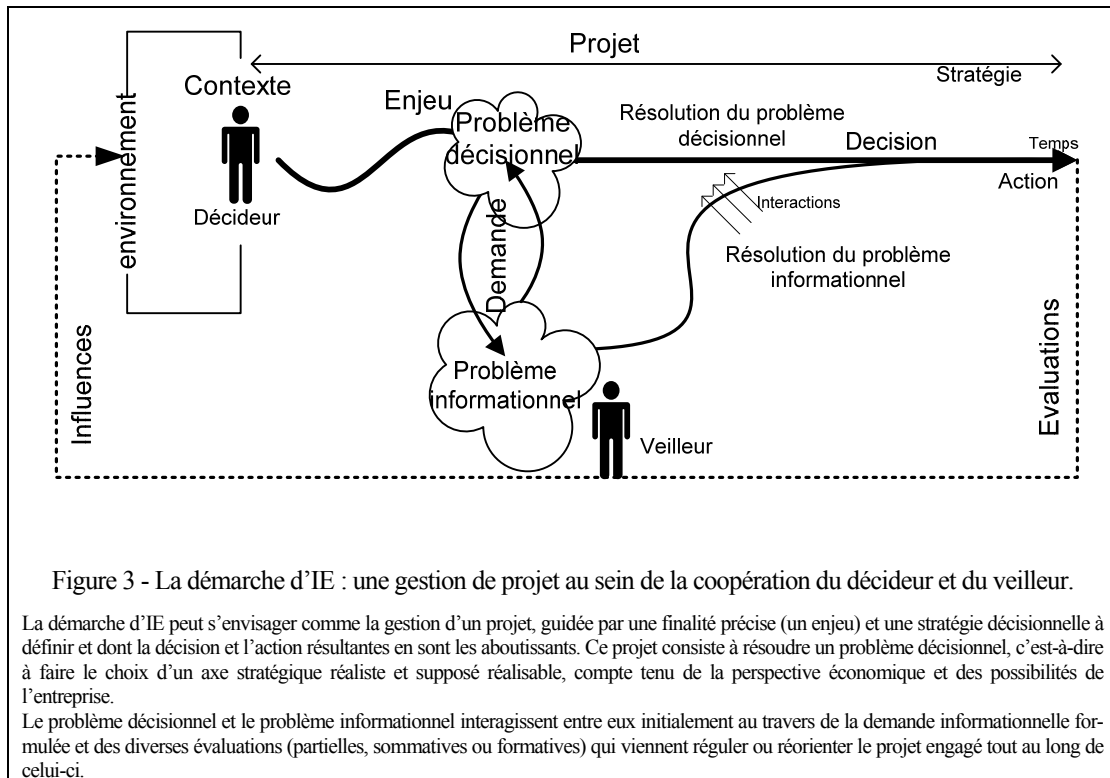 Projet
Stratégie
Contexte
environnement
Décideur
Enjeu
Problème
décisionnel
Résolution du problème
décisionnel
Decision
Temps
Action
Interactions
Demande
Résolution du problème
informationnel
Problème
informationnel
Veilleur
Influences
Evaluations
Figure 3 - La démarche d'IE : une gestion de projet au sein de la coopération du décideur et du veilleur.
La démarche d'IE peut s'envisager comme la gestion d'un projet, guidée par une finalité précise (un enjeu) et une stratégie décisionnelle à
définir et dont la décision et l'action résultantes en sont les aboutissants. Ce projet consiste à résoudre un problème décisionnel, c'est-à-dire
à faire le choix d'un axe stratégique réaliste et supposé réalisable, compte tenu de la perspective économique et des possibilités de
l'entreprise.
Le problème décisionnel et le problème informationnel interagissent entre eux initialement au travers de la demande informationnelle for-
mulée et des diverses évaluations (partielles, sommatives ou formatives) qui viennent réguler ou réorienter le projet engagé tout au long de
celui-ci.